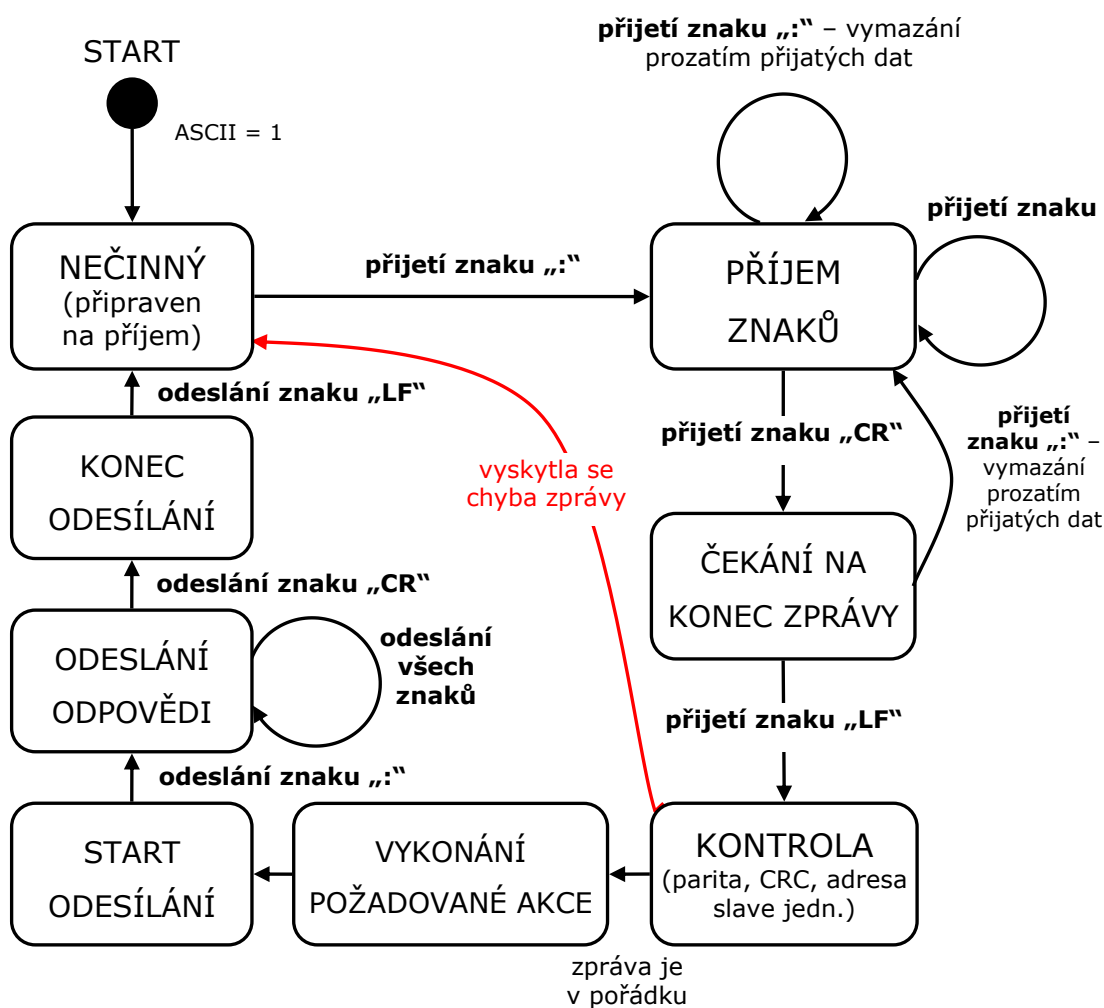 přijetí znaku „:“ – vymazání
prozatím přijatých dat
START
ASCII = 1
přijetí znaku
NEČINNÝ
(připraven
na příjem)
přijetí znaku „:“
PŘÍJEM
ZNAKŮ
odeslání znaku „LF“
přijetí znaku „CR“
přijetí
znaku „:“ –
vymazání
prozatím
přijatých dat
KONEC
ODESÍLÁNÍ
vyskytla se
chyba zprávy
ČEKÁNÍ NA
KONEC ZPRÁVY
odeslání znaku „CR“
ODESLÁNÍ
ODPOVĚDI
odeslání
všech
znaků
přijetí znaku „LF“
odeslání znaku „:“
START
ODESÍLÁNÍ
VYKONÁNÍ
POŽADOVANÉ AKCE
KONTROLA
(parita, CRC, adresa
slave jedn.)
zpráva je
v pořádku